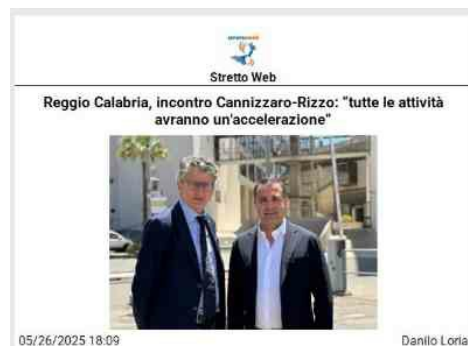 Stretto Web
Reggio Calabria, incontro Cannizzaro-Rizzo: "tutte le attività
avranno un'accelerazione"
05/26/2025 18:09
Danilo Loria